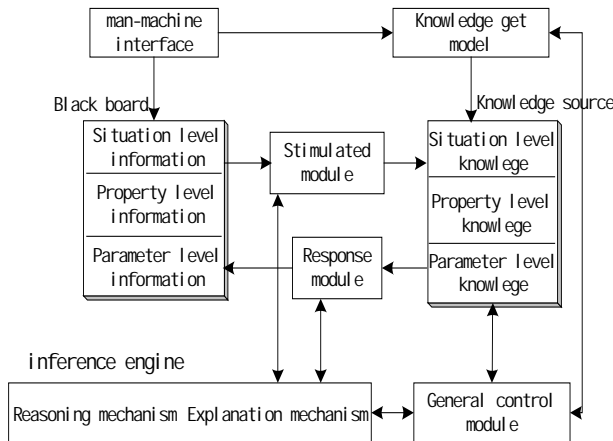 man-machine
interface
Knowledge get
model
Black board
Knowledge source
Situation level
information
Property level
information
Parameter level
information
Stimulated
module
Response
module
Situation level
knowlege
Property level
knowlege
Parameter level
knowlege
inference engine
Reasoning mechanism Explanation mechanism
General control
module